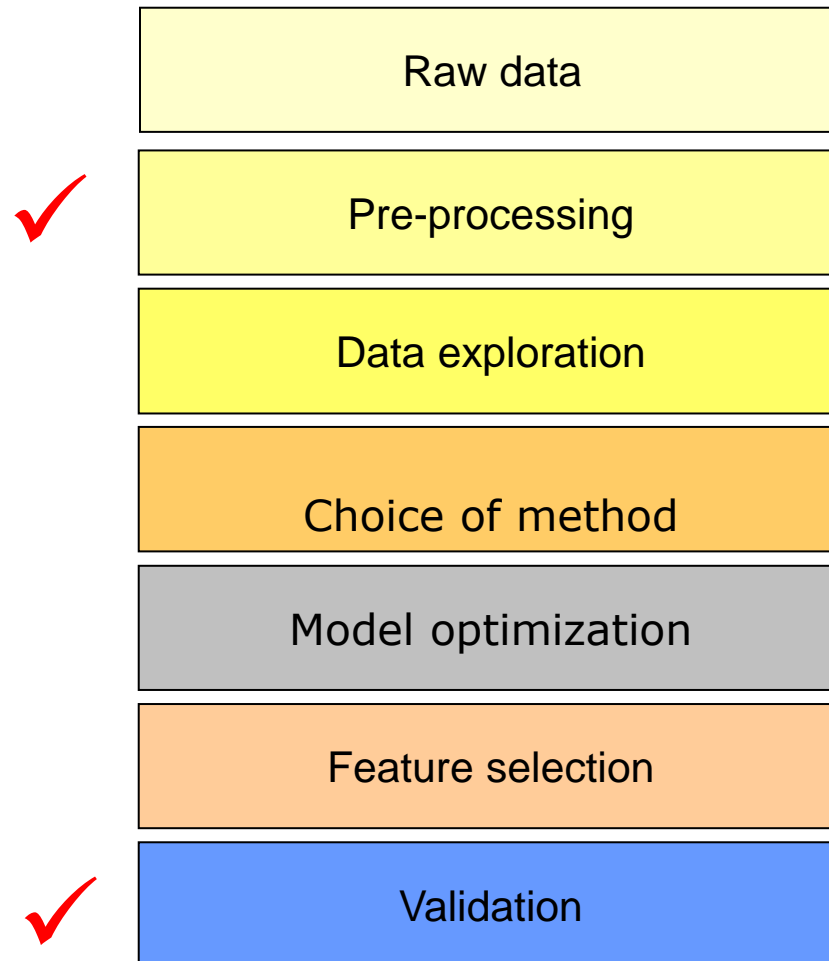 Raw data
Pre-processing
Data exploration
Choice of method
Model optimization
Feature selection
Validation